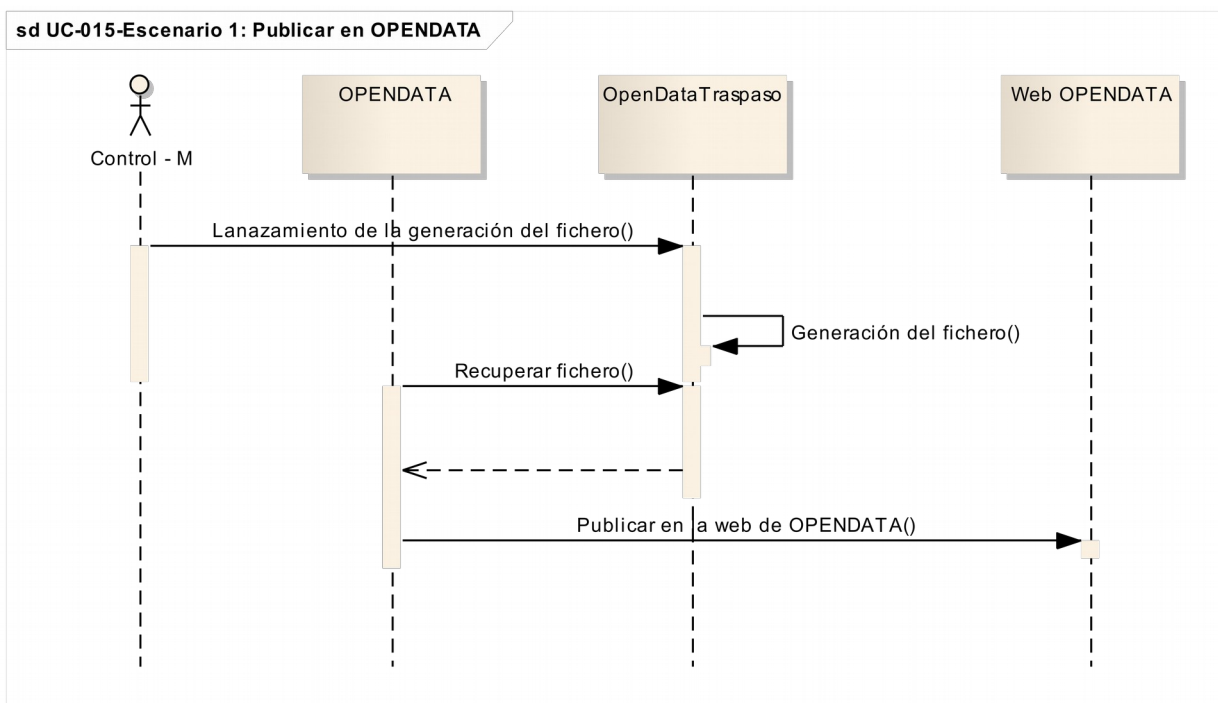 sd UC-015-Escenario 1: Publicar en OPENDATA
Control - M
OPENDATA
OpenDataTraspaso
Web OPENDATA
Lanazamiento de la generación del fichero()
Generación del fichero()
Recuperar fichero()
Publicar en la web de OPENDATA()